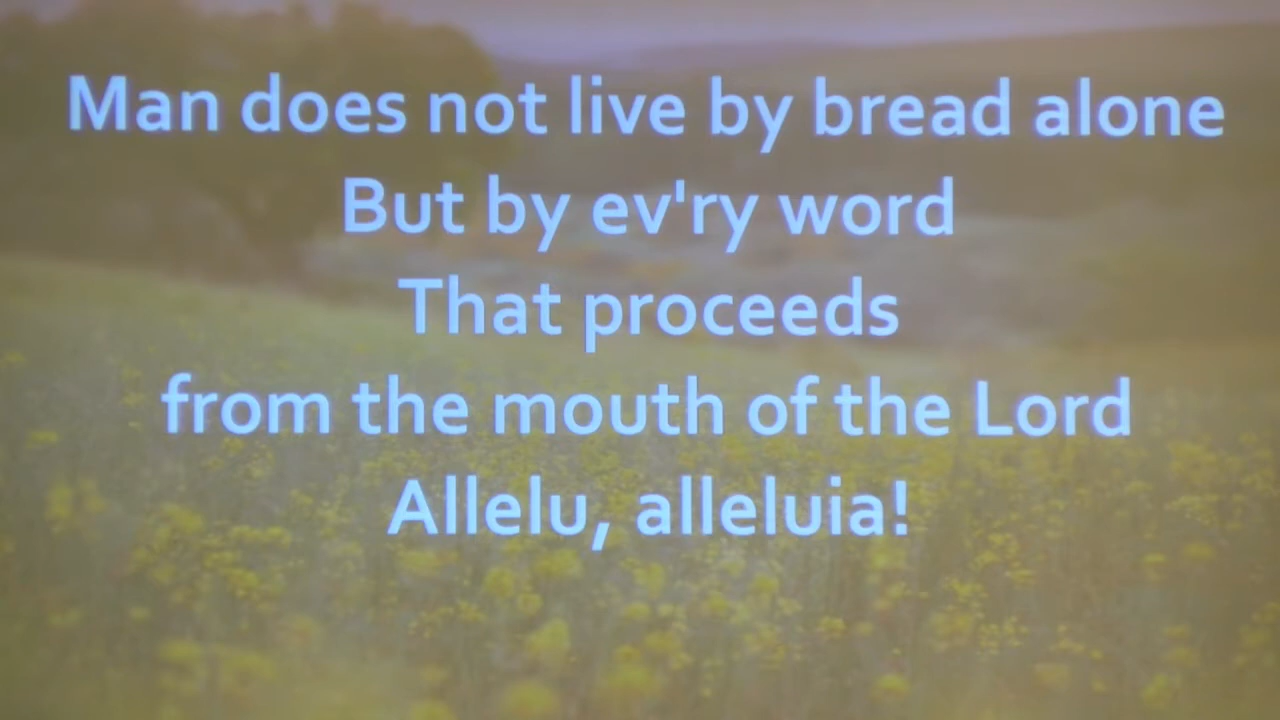 Man does not live by bread alone
But by ev'ry word
That proceeds
from the mouth of the Lord
Allelu, alleluia!